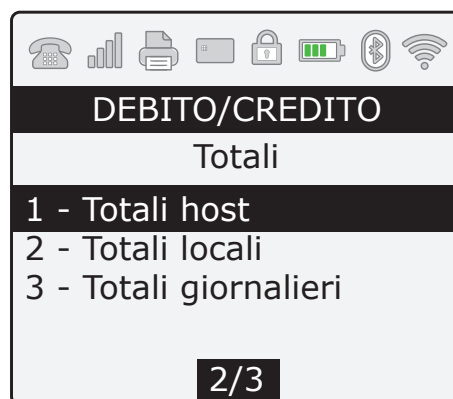 DEBITO/CREDITO
Totali
1 - Totali host
2 - Totali locali
3 - Totali giornalieri
2/3